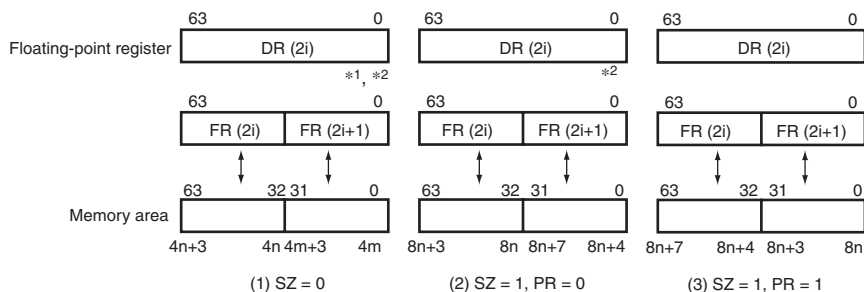 63 0 63 0 63 0
Floating-point register DR (2i) DR (2i) DR (2i)
*1, *2 *2
63 0 63 0 63 0
FR (2i) FR (2i+1) FR (2i) FR (2i+1) FR (2i) FR (2i+1)
63 32 31 0 63 32 31 0 63 32 31 0
Memory area
4n+3 4n 4m+3 4m 8n+3 8n 8n+7 8n+4 8n+7 8n+4 8n+3 8n
(1) SZ = 0 (2) SZ = 1, PR = 0 (3) SZ = 1, PR = 1